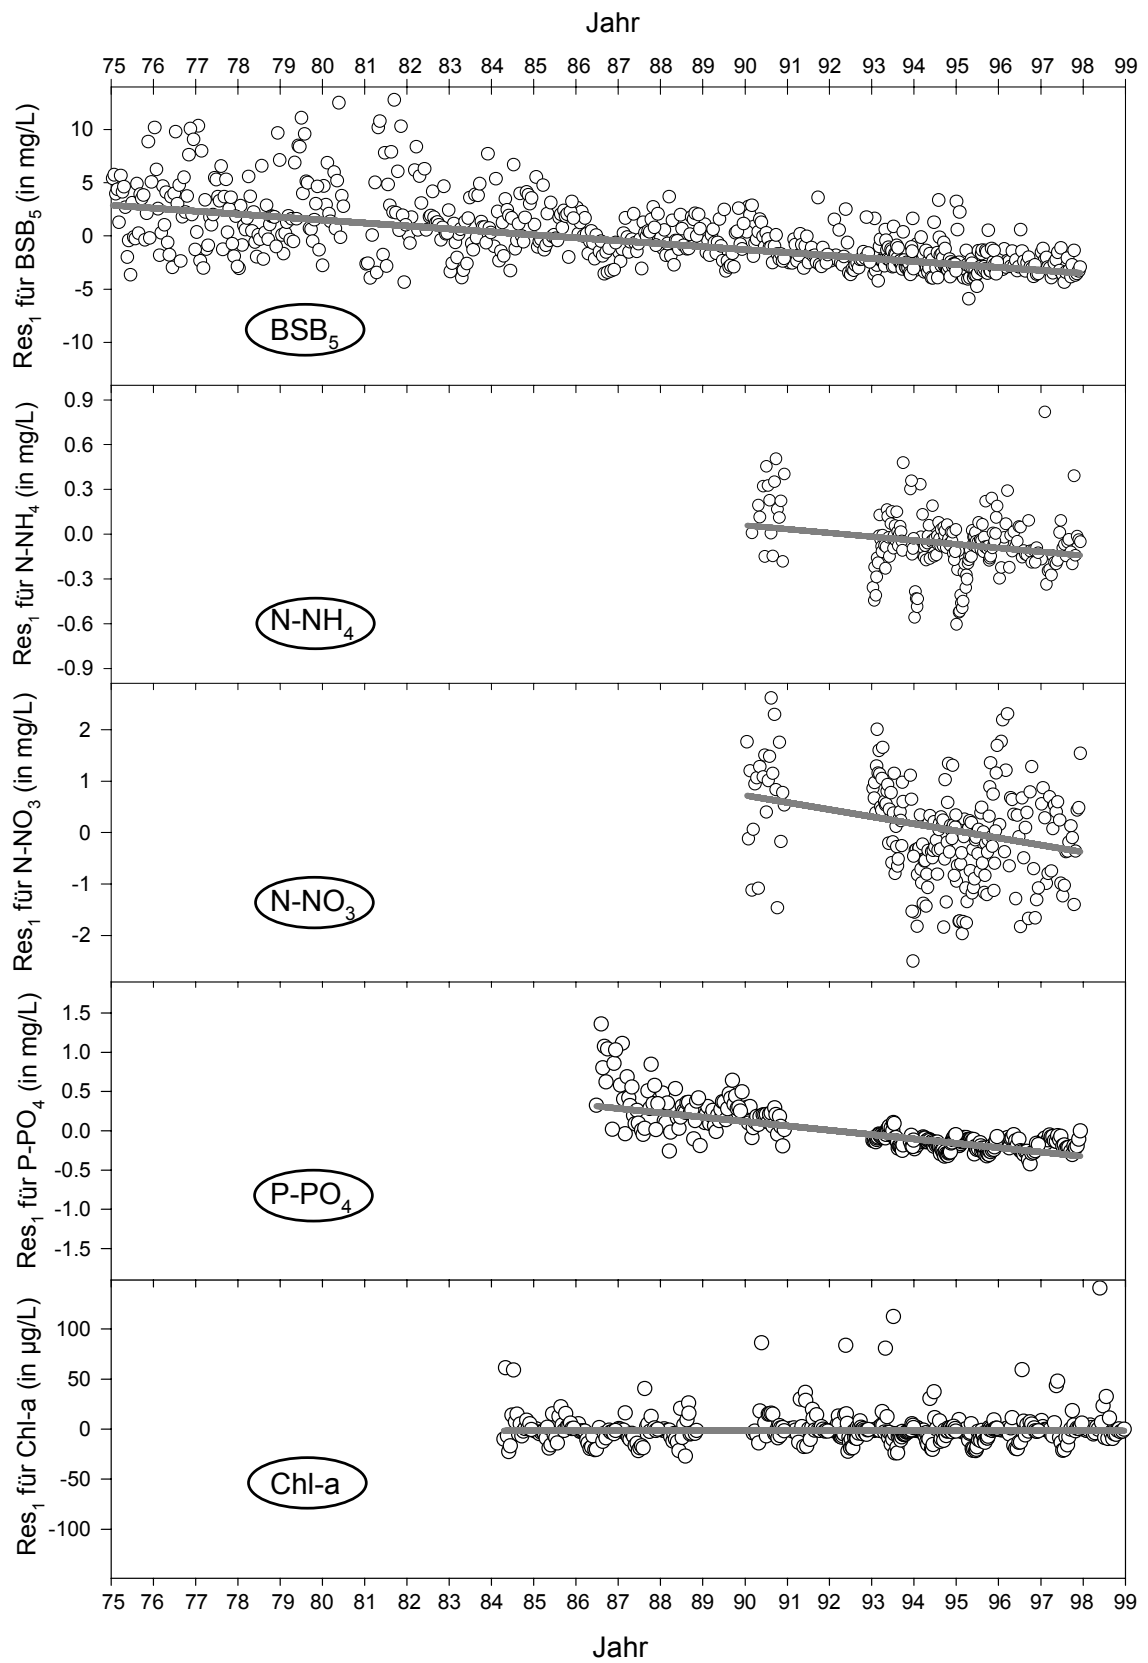 Jahr
75 76 77 78 79 80 81 82 83 84 85 86 87 88 89 90 91 92 93 94 95 96 97 98 99
Res₁ für BSB₅ (in mg/L)
10
5
0
-5
-10
BSB₅
Res₁ für N-NH₄ (in mg/L)
0.9
0.6
0.3
0.0
-0.3
-0.6
-0.9
N-NH₄
Res₁ für N-NO₃ (in mg/L)
2
1
0
-1
-2
N-NO₃
Res₁ für P-PO₄ (in mg/L)
1.5
1.0
0.5
0.0
-0.5
-1.0
-1.5
P-PO₄
Res₁ für Chl-a (in µg/L)
100
50
0
-50
-100
Chl-a
75 76 77 78 79 80 81 82 83 84 85 86 87 88 89 90 91 92 93 94 95 96 97 98 99
Jahr